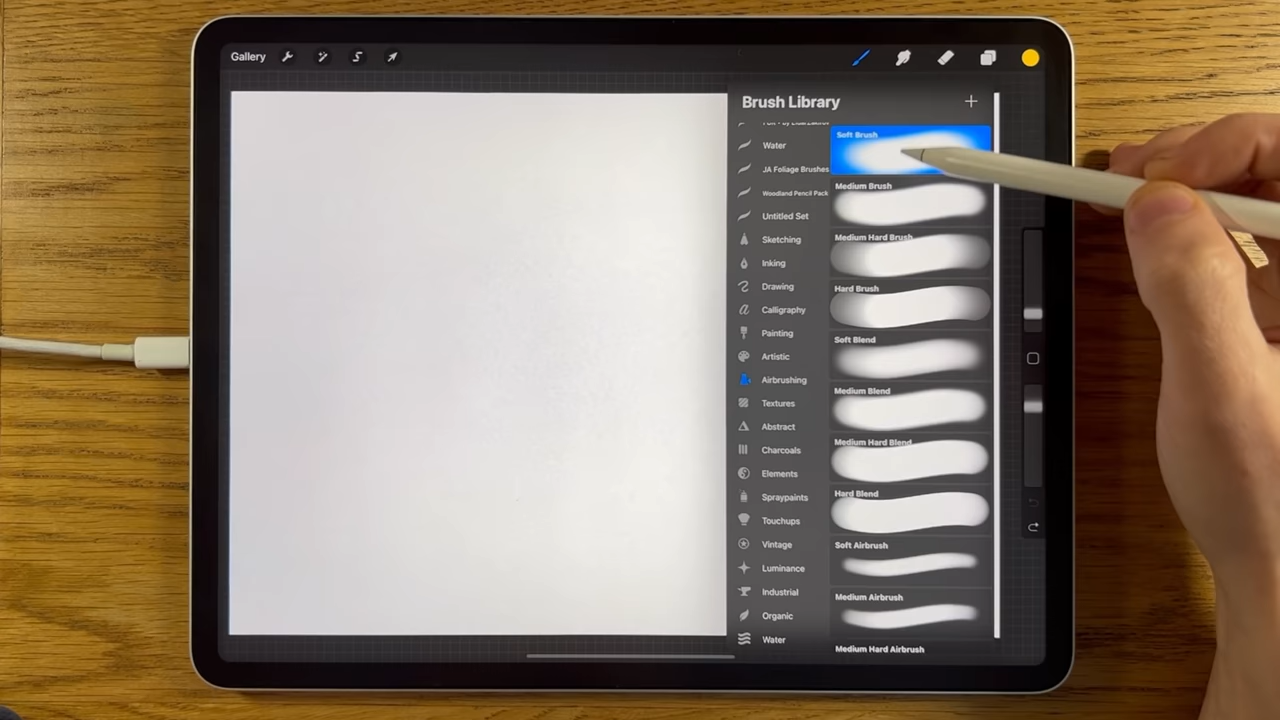 Gallery
Brush Library
Water
JA Foliage Brushes
Woodland Pencil Pack
Untitled Set
Sketching
Inking
Drawing
Calligraphy
Painting
Artistic
Airbrushing
Textures
Abstract
Charcoals
Elements
Spraypaints
Touchups
Vintage
Luminance
Industrial
Organic
Water
Soft Brush
Medium Brush
Medium Hard Brush
Hard Brush
Soft Blend
Medium Blend
Medium Hard Blend
Hard Blend
Soft Airbrush
Medium Airbrush
Medium Hard Airbrush